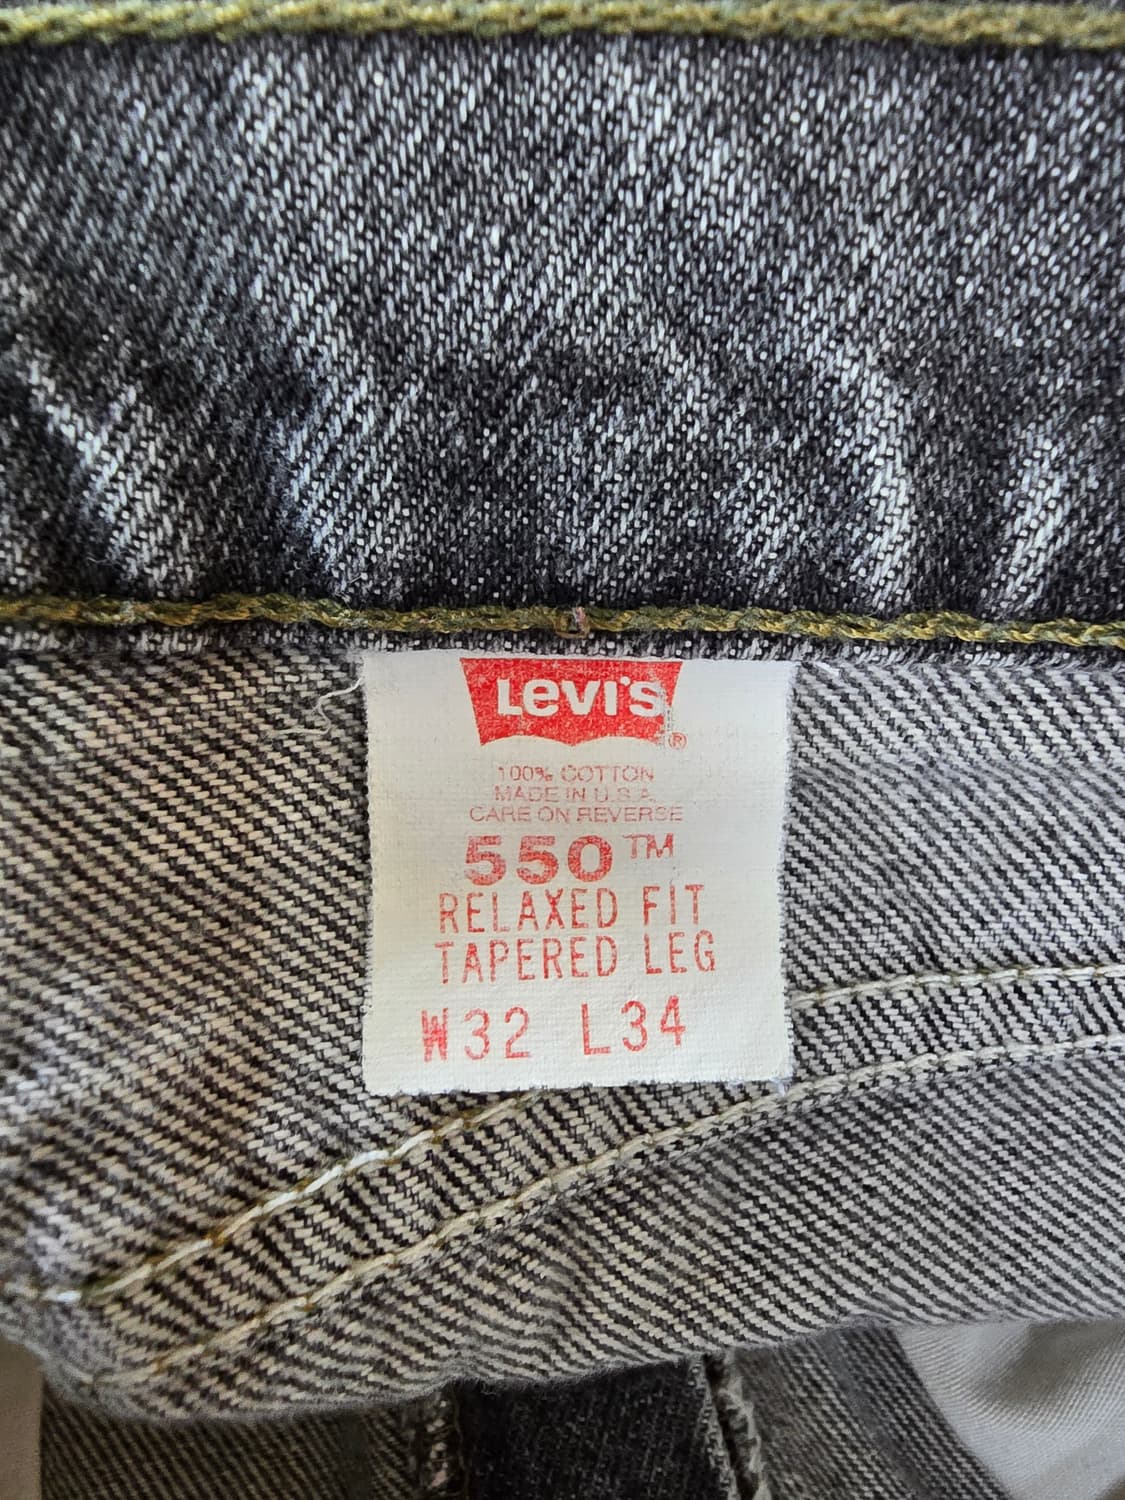 Levi's®
100% COTTON
MADE IN U.S.A.
CARE ON REVERSE
550™
RELAXED FIT
TAPERED LEG
W32 L34